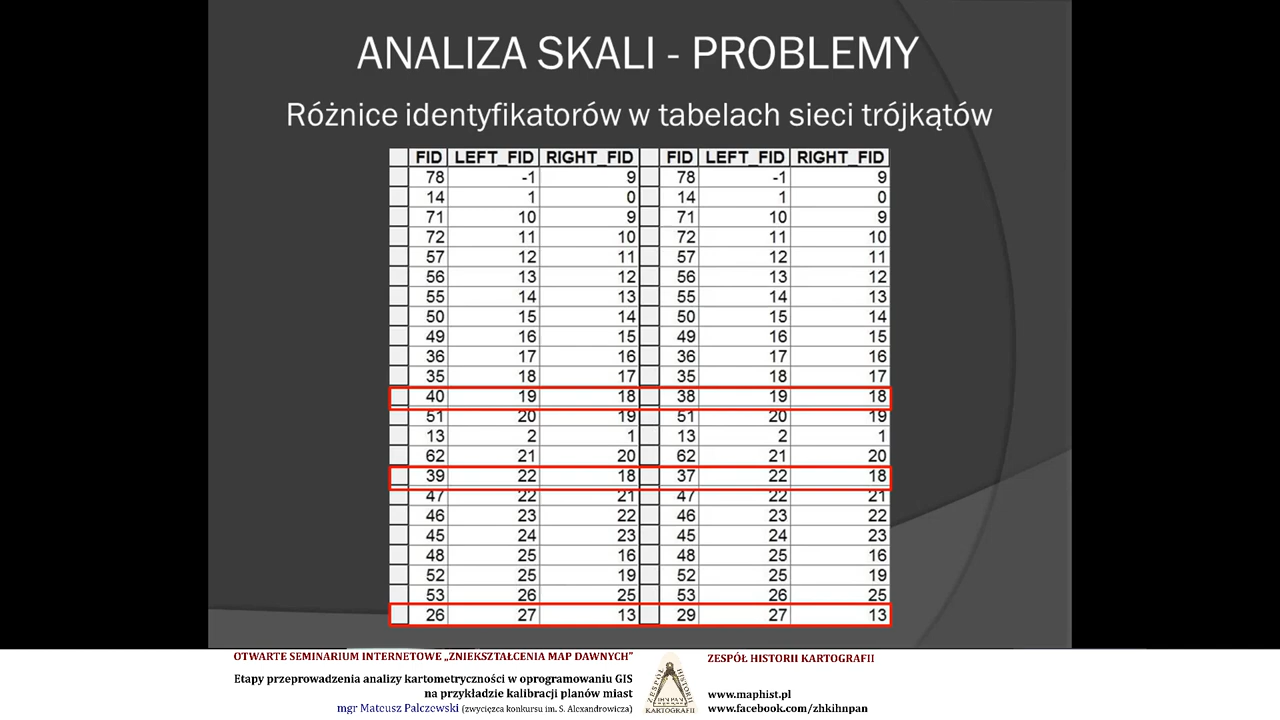 ANALIZA SKALI - PROBLEMY
Różnice identyfikatorów w tabelach sieci trójkątów
FID LEFT_FID RIGHT_FID FID LEFT_FID RIGHT_FID
78 -1 9 78 -1 9
14 1 0 14 1 0
71 10 9 71 10 9
72 11 10 72 11 10
57 12 11 57 12 11
56 13 12 56 13 12
55 14 13 55 14 13
50 15 14 50 15 14
49 16 15 49 16 15
36 17 16 36 17 16
35 18 17 35 18 17
40 19 18 38 19 18
51 20 19 51 20 19
13 2 1 13 2 1
62 21 20 62 21 20
39 22 18 37 22 18
47 22 21 47 22 21
46 23 22 46 23 22
45 24 23 45 24 23
48 25 16 48 25 16
52 25 19 52 25 19
53 26 25 53 26 25
26 27 13 29 27 13
OTWARTE SEMINARIUM INTERNETOWE „ZNIEKSZTAŁCENIA MAP DAWNYCH”
Etapy przeprowadzenia analizy kartometryczności w oprogramowaniu GIS
na przykładzie kalibracji planów miast
mgr Mateusz Palczewski (zwycięzca konkursu im. S. Alexandrowicza)
ZESPÓŁ HISTORII
KARTOGRAFII
ZESPÓŁ HISTORII KARTOGRAFII
www.maphist.pl
www.facebook.com/zhkihnpan